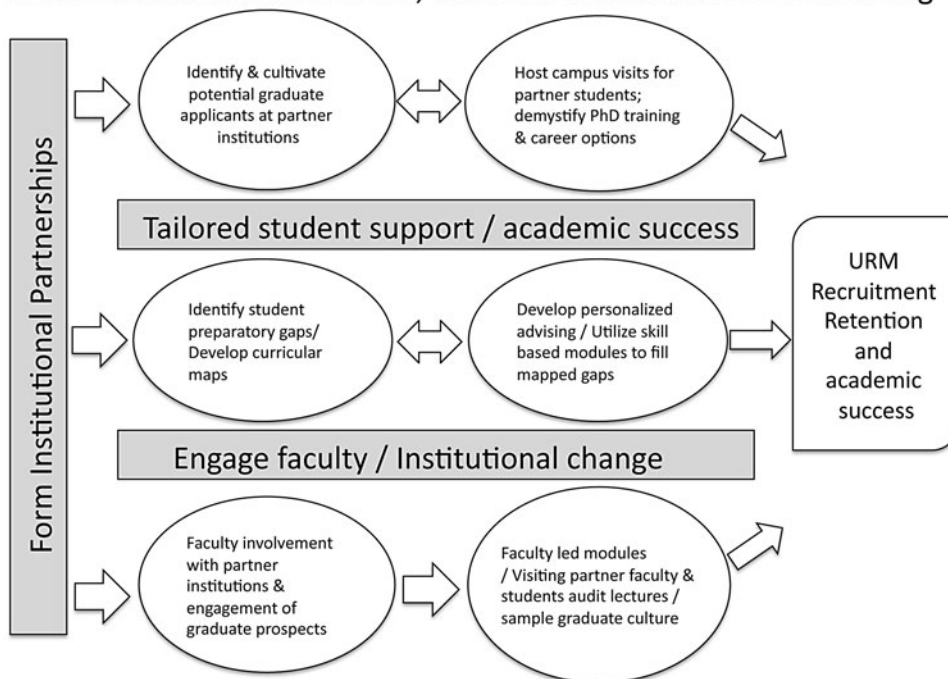 Form Institutional Partnerships
Identify & cultivate
potential graduate
applicants at partner
institutions
Host campus visits for
partner students;
demystify PhD training
& career options
Tailored student support / academic success
Identify student
preparatory gaps/
Develop curricular
maps
Develop personalized
advising / Utilize skill
based modules to fill
mapped gaps
Engage faculty / Institutional change
Faculty involvement
with partner
institutions &
engagement of
graduate prospects
Faculty led modules
/ Visiting partner faculty &
students audit lectures /
sample graduate culture
URM
Recruitment
Retention
and
academic
success